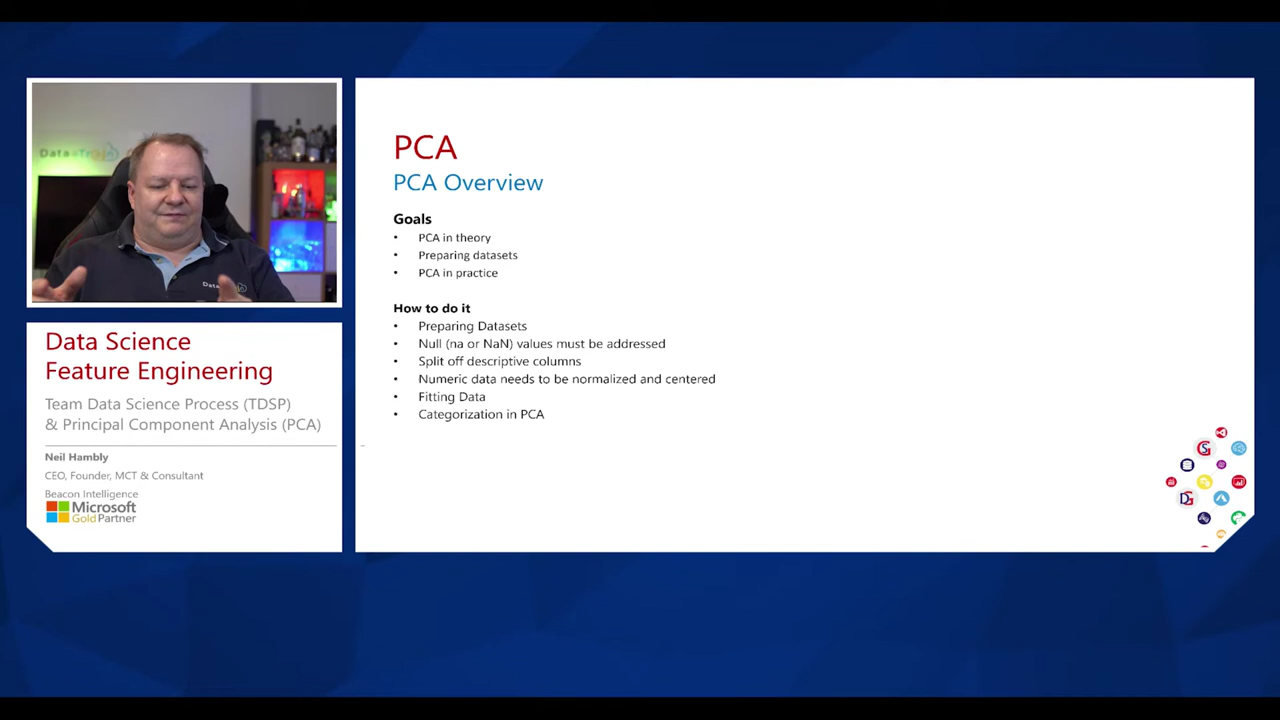 PCA
PCA Overview
Goals
• PCA in theory
• Preparing datasets
• PCA in practice
How to do it
• Preparing Datasets
• Null (na or NaN) values must be addressed
• Split off descriptive columns
• Numeric data needs to be normalized and centered
• Fitting Data
• Categorization in PCA
Data Science
Feature Engineering
Team Data Science Process (TDSP)
& Principal Component Analysis (PCA)
Neil Hambly
CEO, Founder, MCT & Consultant
Beacon Intelligence
Microsoft
Gold Partner